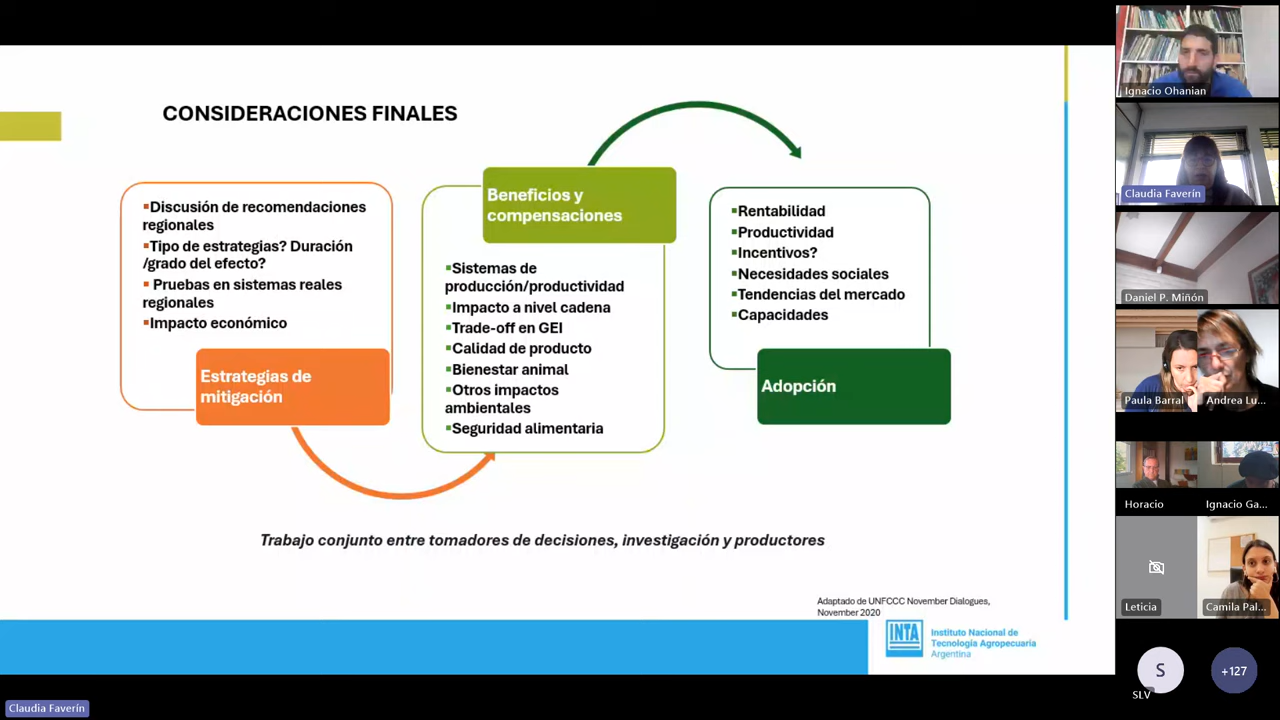 CONSIDERACIONES FINALES
▪Discusión de recomendaciones
regionales
▪Tipo de estrategias? Duración
/grado del efecto?
▪ Pruebas en sistemas reales
regionales
▪Impacto económico
Estrategias de
mitigación
Beneficios y
compensaciones
▪Sistemas de
producción/productividad
▪Impacto a nivel cadena
▪Trade-off en GEI
▪Calidad de producto
▪Bienestar animal
▪Otros impactos
ambientales
▪Seguridad alimentaria
▪Rentabilidad
▪Productividad
▪Incentivos?
▪Necesidades sociales
▪Tendencias del mercado
▪Capacidades
Adopción
Trabajo conjunto entre tomadores de decisiones, investigación y productores
Adaptado de UNFCCC November Dialogues,
November 2020
INTA
Instituto Nacional de
Tecnología Agropecuaria
Argentina
Ignacio Ohanian
Claudia Faverín
Daniel P. Miñón
Paula Barral
Andrea Lu...
Horacio
Ignacio Ga...
Leticia
Camila Pal...
S
SLV
+127
Claudia Faverín